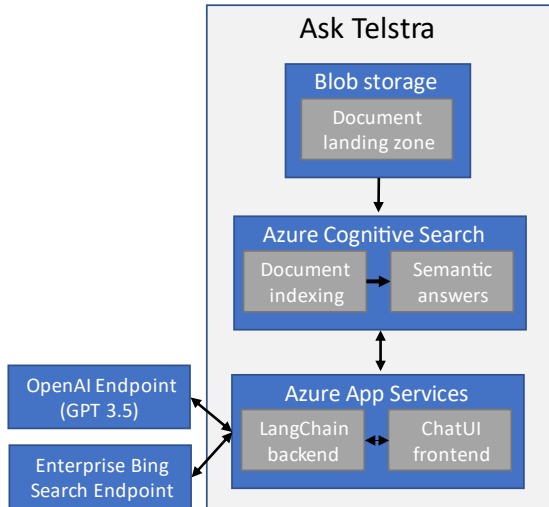 Ask Telstra
Blob storage
Document
landing zone
Azure Cognitive Search
Document
indexing
Semantic
answers
OpenAI Endpoint
(GPT 3.5)
Enterprise Bing
Search Endpoint
Azure App Services
LangChain
backend
ChatUI
frontend